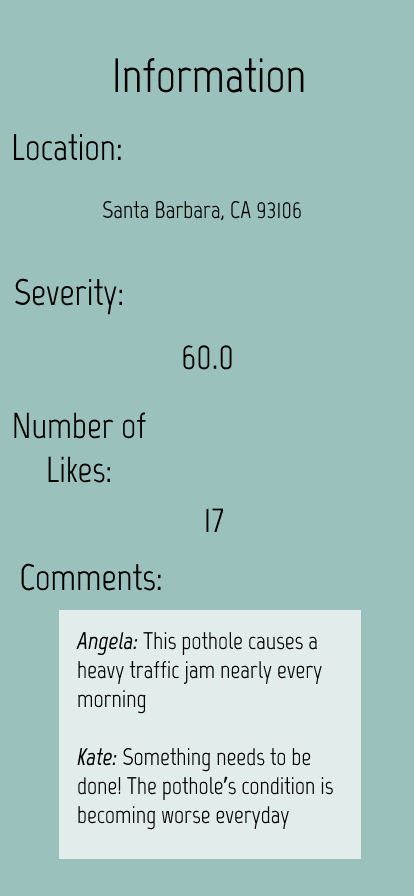 Information
Location:
Santa Barbara, CA 93106
Severity:
60.0
Number of
Likes:
17
Comments:
Angela: This pothole causes a
heavy traffic jam nearly every
morning
Kate: Something needs to be
done! The pothole's condition is
becoming worse everyday